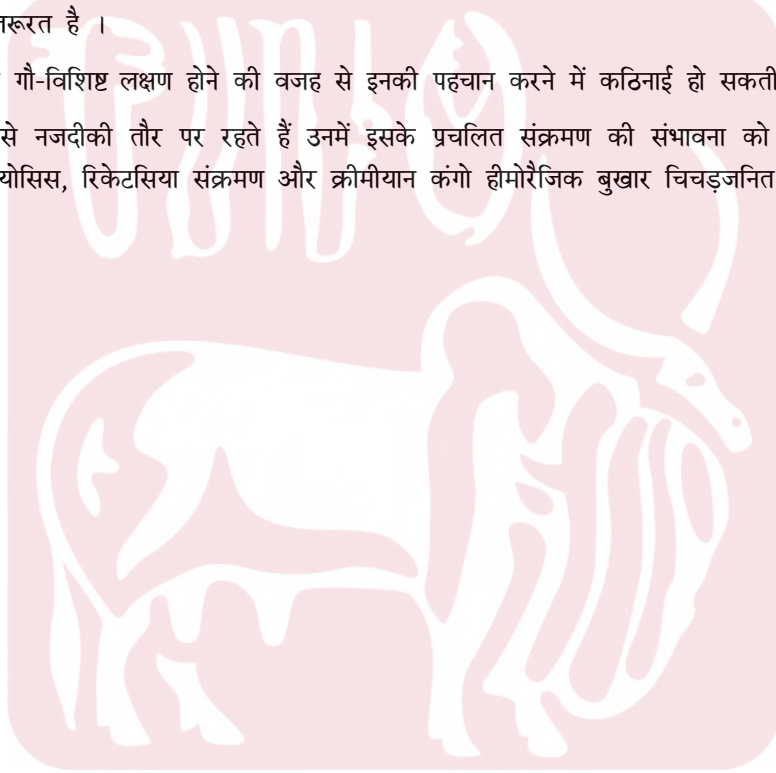 है ।
गौ-विशिष्ट लक्षण होने की वजह से इनकी पहचान करने में कठिनाई हो सकती
से नजदीकी तौर पर रहते हैं उनमें इसके प्रचलित संक्रमण की संभावना को
रिकेटसिया संक्रमण और क्रीमीयान कंगो हीमोरैजिक बुखार चिचड़जनित